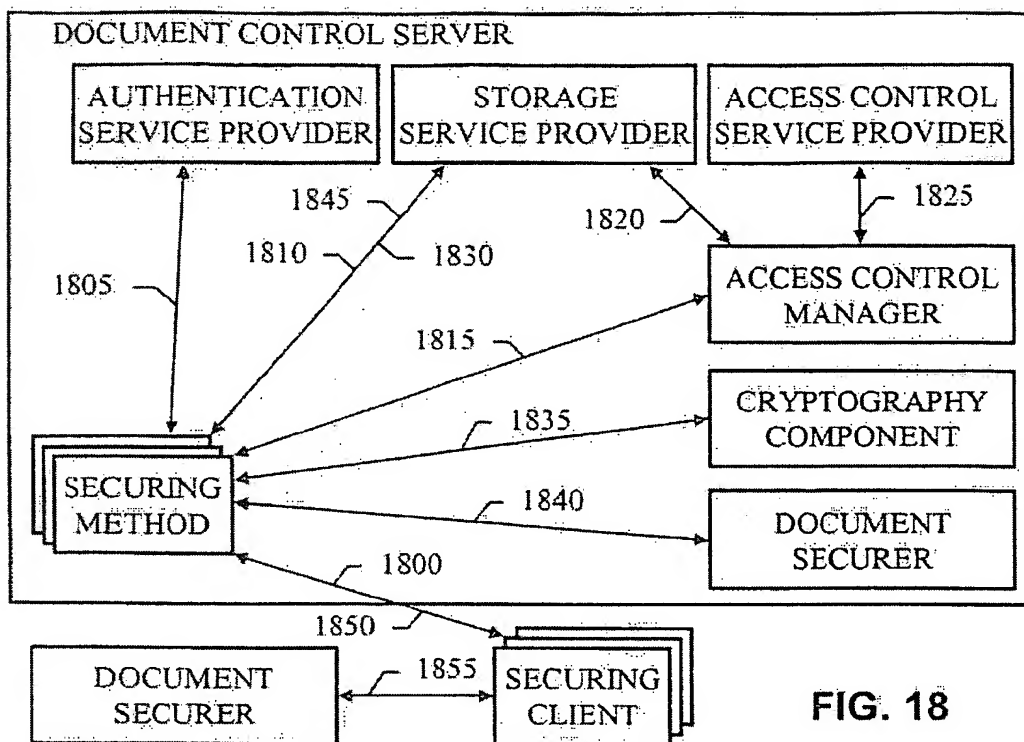 DOCUMENT CONTROL SERVER
AUTHENTICATION
SERVICE PROVIDER
STORAGE
SERVICE PROVIDER
ACCESS CONTROL
SERVICE PROVIDER
1845
1820
1825
1810
1830
1805
ACCESS CONTROL
MANAGER
1815
CRYPTOGRAPHY
COMPONENT
1835
SECURING
METHOD
1840
DOCUMENT
SECURER
1800
1850
DOCUMENT
SECURER
1855
SECURING
CLIENT
FIG. 18